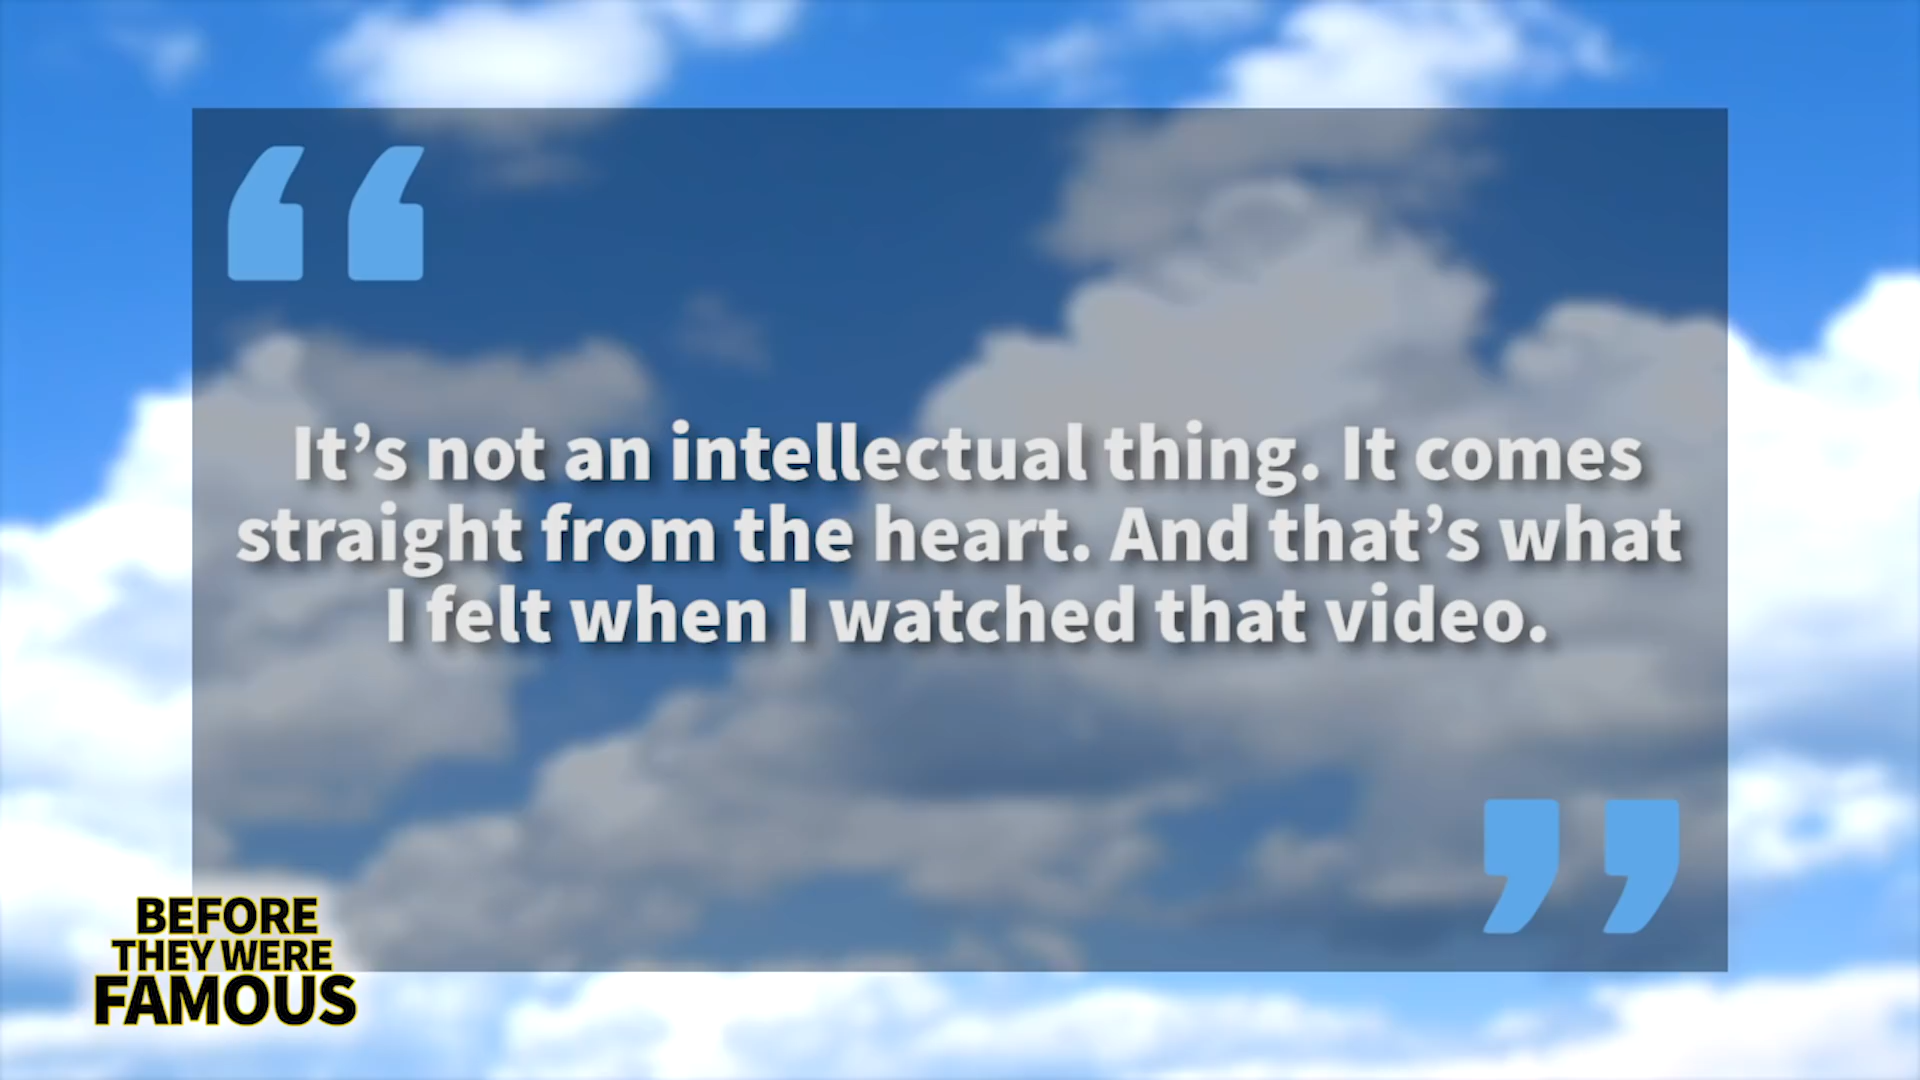 “
It’s not an intellectual thing. It comes
straight from the heart. And that’s what
I felt when I watched that video.
”
BEFORE
THEY WERE
FAMOUS